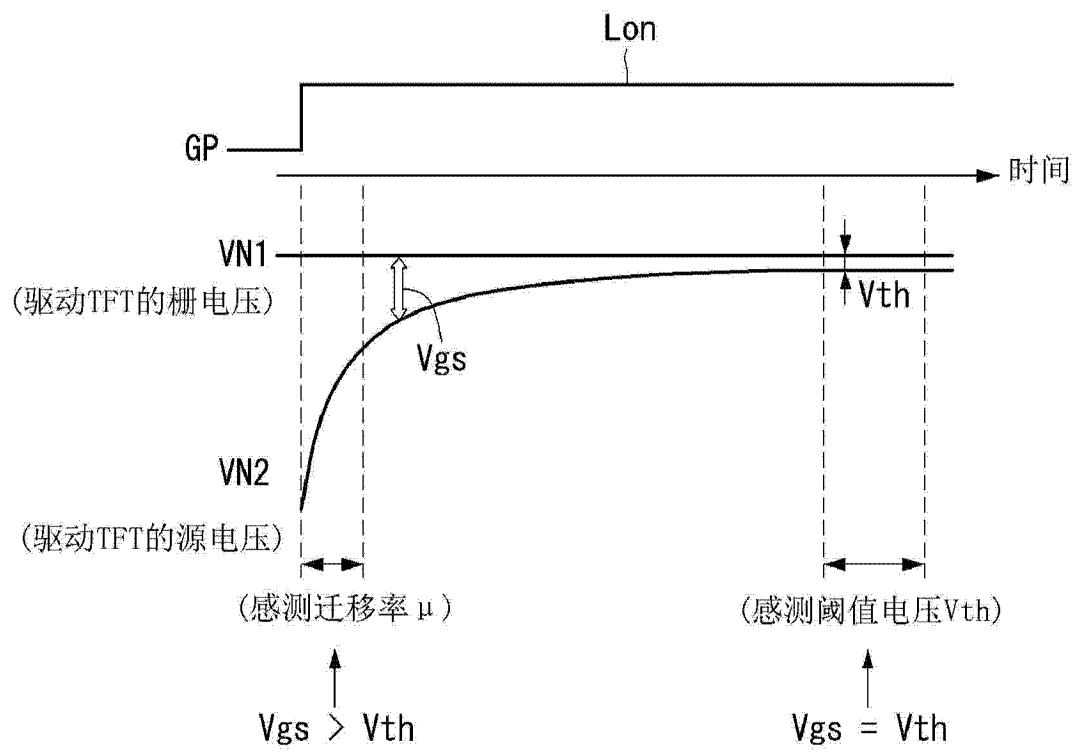 Lon
GP
时间
VN1
(驱动TFT的栅电压)
Vth
Vgs
VN2
(驱动TFT的源电压)
(感测迁移率μ)
(感测阈值电压Vth)
Vgs > Vth
Vgs = Vth